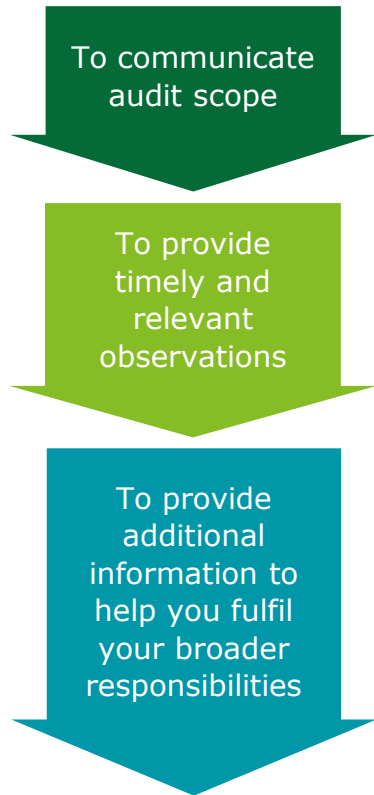 To communicate
audit scope
To provide
timely and
relevant
observations
To provide
additional
information to
help you fulfil
your broader
responsibilities